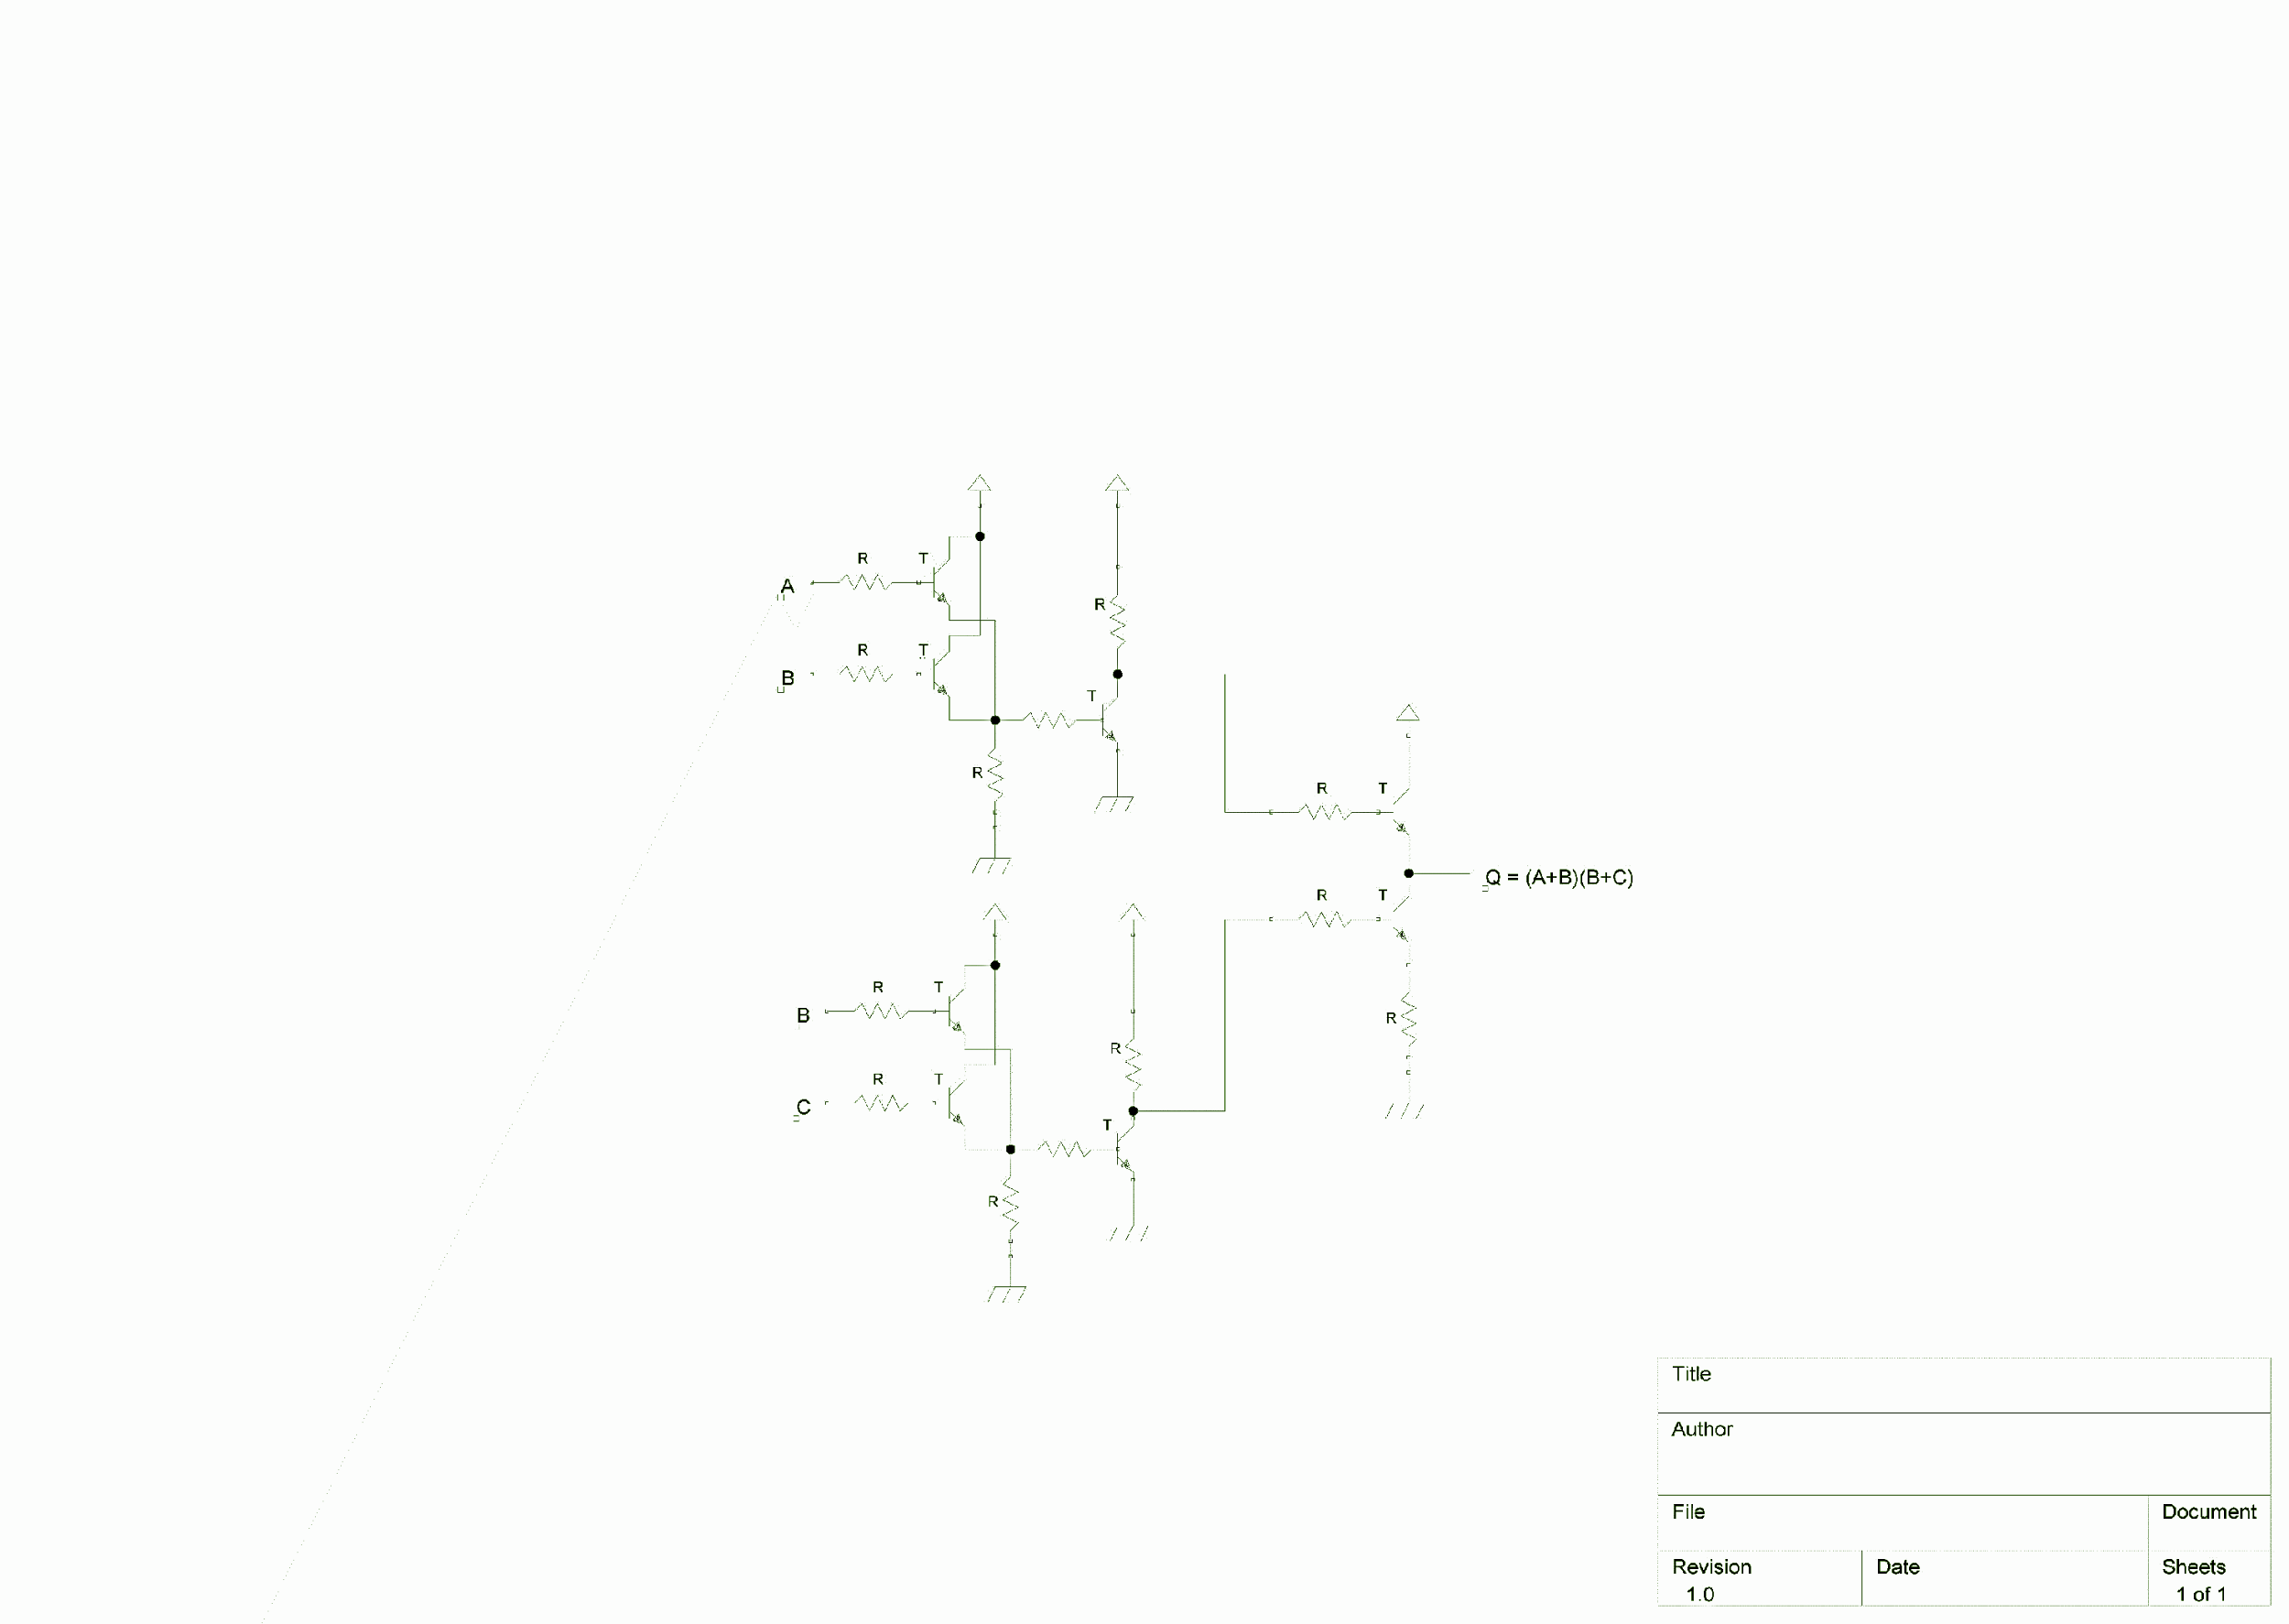 R T
A
R
R T
B
T
R
R T
Q = (A+B)(B+C)
R T
R T
B
R
R
R T
C
T
R
Title
Author
File Document
Revision Date Sheets
1.0 1 of 1